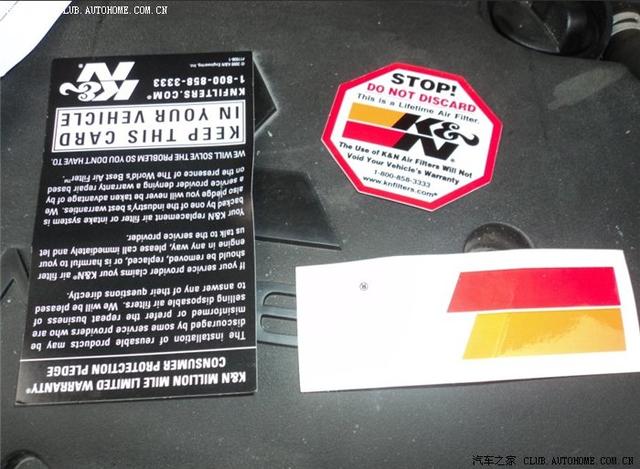 CLUB.AUTOHOME.COM.CN
K&N MILLION MILE LIMITED WARRANTY*
CONSUMER PROTECTION PLEDGE
The installation of reusable products may be
discouraged by some service providers who are
misinformed or prefer the repeat business of
selling disposable air filters. We will be pleased
to answer any of their questions directly.
If your service provider claims your K&N® air filter
should be removed, replaced, or is harmful to your
engine in any way, please call immediately and let
us talk to the service provider.
Your K&N replacement air filter or intake system is
backed by one of the industry's best warranties. We
also pledge you will never be taken advantage of by
a service provider denying a warranty repair based
on the presence of The World's Best Air Filter™
WE WILL SOLVE THE PROBLEM SO YOU DON'T HAVE TO.
KEEP THIS CARD
IN YOUR VEHICLE
KNFILTERS.COM®
1-800-858-3333
K&N®
K&N Engineering, Inc.
STOP!
DO NOT DISCARD
This is a Lifetime Air Filter.
K&N®
The Use of K&N Air Filters Will Not
Void Your Vehicle's Warranty
1-800-858-3333
www.knfilters.com®
®
汽车之家 CLUB.AUTOHOME.COM.CN